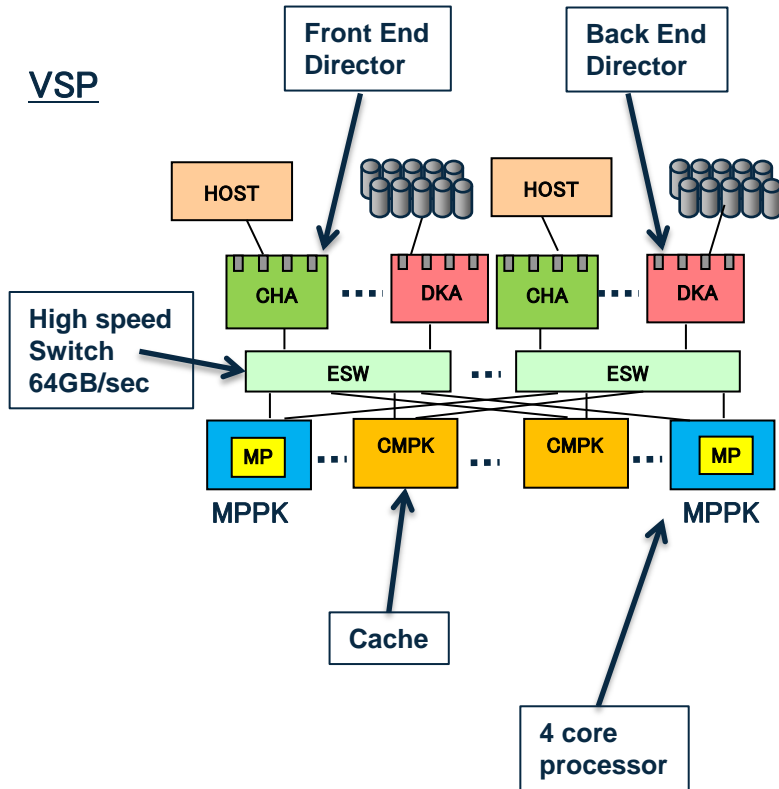 Front End
Director
Back End
Director
VSP
HOST
HOST
CHA
DKA
CHA
DKA
High speed
Switch
64GB/sec
ESW
ESW
MP
CMPK
CMPK
MP
MPPK
MPPK
Cache
4 core
processor